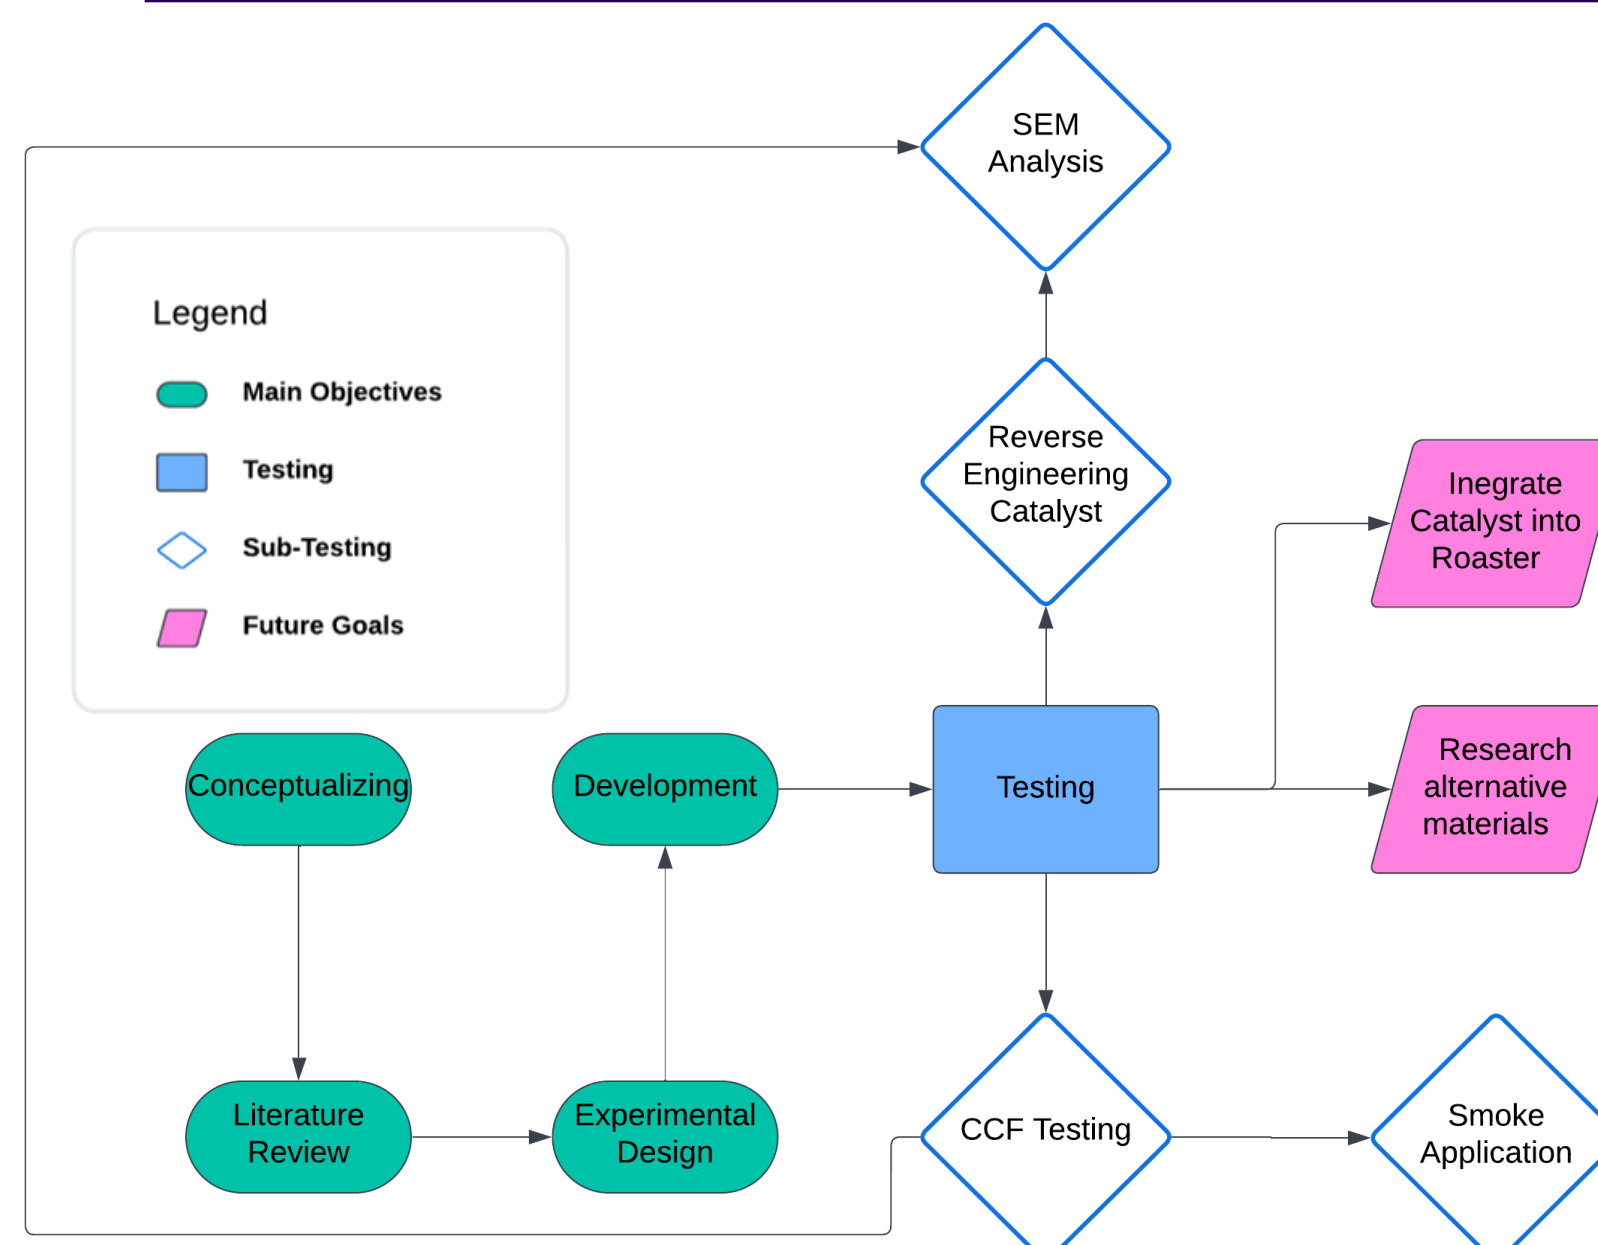 SEM
Analysis
Legend
Main Objectives
Testing
Sub-Testing
Future Goals
Reverse
Engineering
Catalyst
Inegrate
Catalyst into
Roaster
Conceptualizing
Development
Testing
Research
alternative
materials
Literature
Review
Experimental
Design
CCF Testing
Smoke
Application